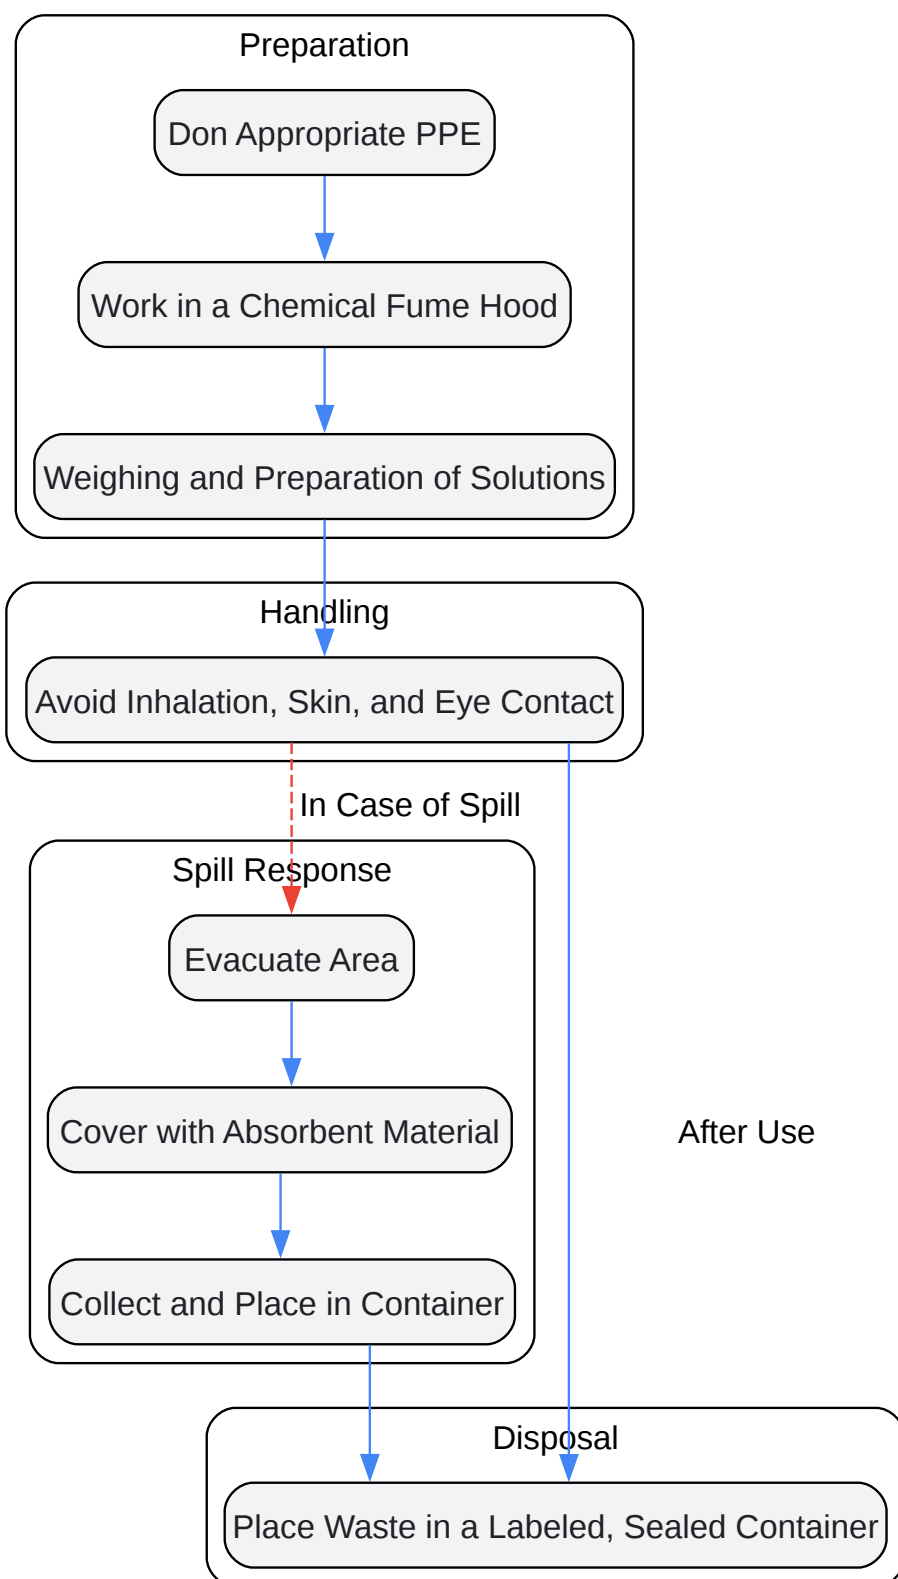 Preparation
Don Appropriate PPE
Work in a Chemical Fume Hood
Weighing and Preparation of Solutions
Handling
Avoid Inhalation, Skin, and Eye Contact
In Case of Spill
Spill Response
Evacuate Area
Cover with Absorbent Material
After Use
Collect and Place in Container
Disposal
Place Waste in a Labeled, Sealed Container